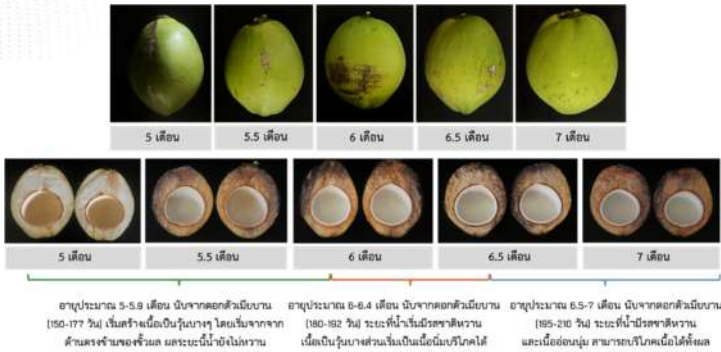 5 เดือน
5.5 เดือน
6 เดือน
6.5 เดือน
7 เดือน
5 เดือน
5.5 เดือน
6 เดือน
6.5 เดือน
7 เดือน
อายุประมาณ 5-5.9 เดือน นับจากดอกตัวเมียบาน
(150-177 วัน) เริ่มสร้างเนื้อเป็นวุ้นบางๆ โดยเริ่มจากจาก
ด้านตรงข้ามของขั้วผล ผลระยะนี้น้ำยังไม่หวาน
อายุประมาณ 6-6.4 เดือน นับจากดอกตัวเมียบาน
(180-192 วัน) ระยะที่น้ำเริ่มมีรสชาติหวาน
เนื้อเป็นวุ้นบางส่วนเริ่มเป็นเนื้อนิ่มบริโภคได้
อายุประมาณ 6.5-7 เดือน นับจากดอกตัวเมียบาน
(195-210 วัน) ระยะที่น้ำมีรสชาติหวาน
และเนื้ออ่อนนุ่ม สามารถบริโภคเนื้อได้ทั้งผล